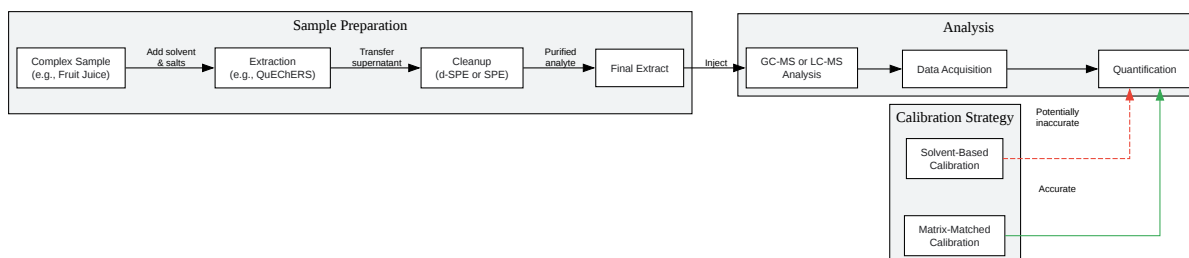 Sample Preparation
Complex Sample
(e.g., Fruit Juice)
Add solvent
& salts
Extraction
(e.g., QuEChERS)
Transfer
supernatant
Cleanup
(d-SPE or SPE)
Purified
analyte
Final Extract
Inject
Analysis
GC-MS or LC-MS
Analysis
Data Acquisition
Quantification
Calibration Strategy
Potentially
inaccurate
Solvent-Based
Calibration
Accurate
Matrix-Matched
Calibration